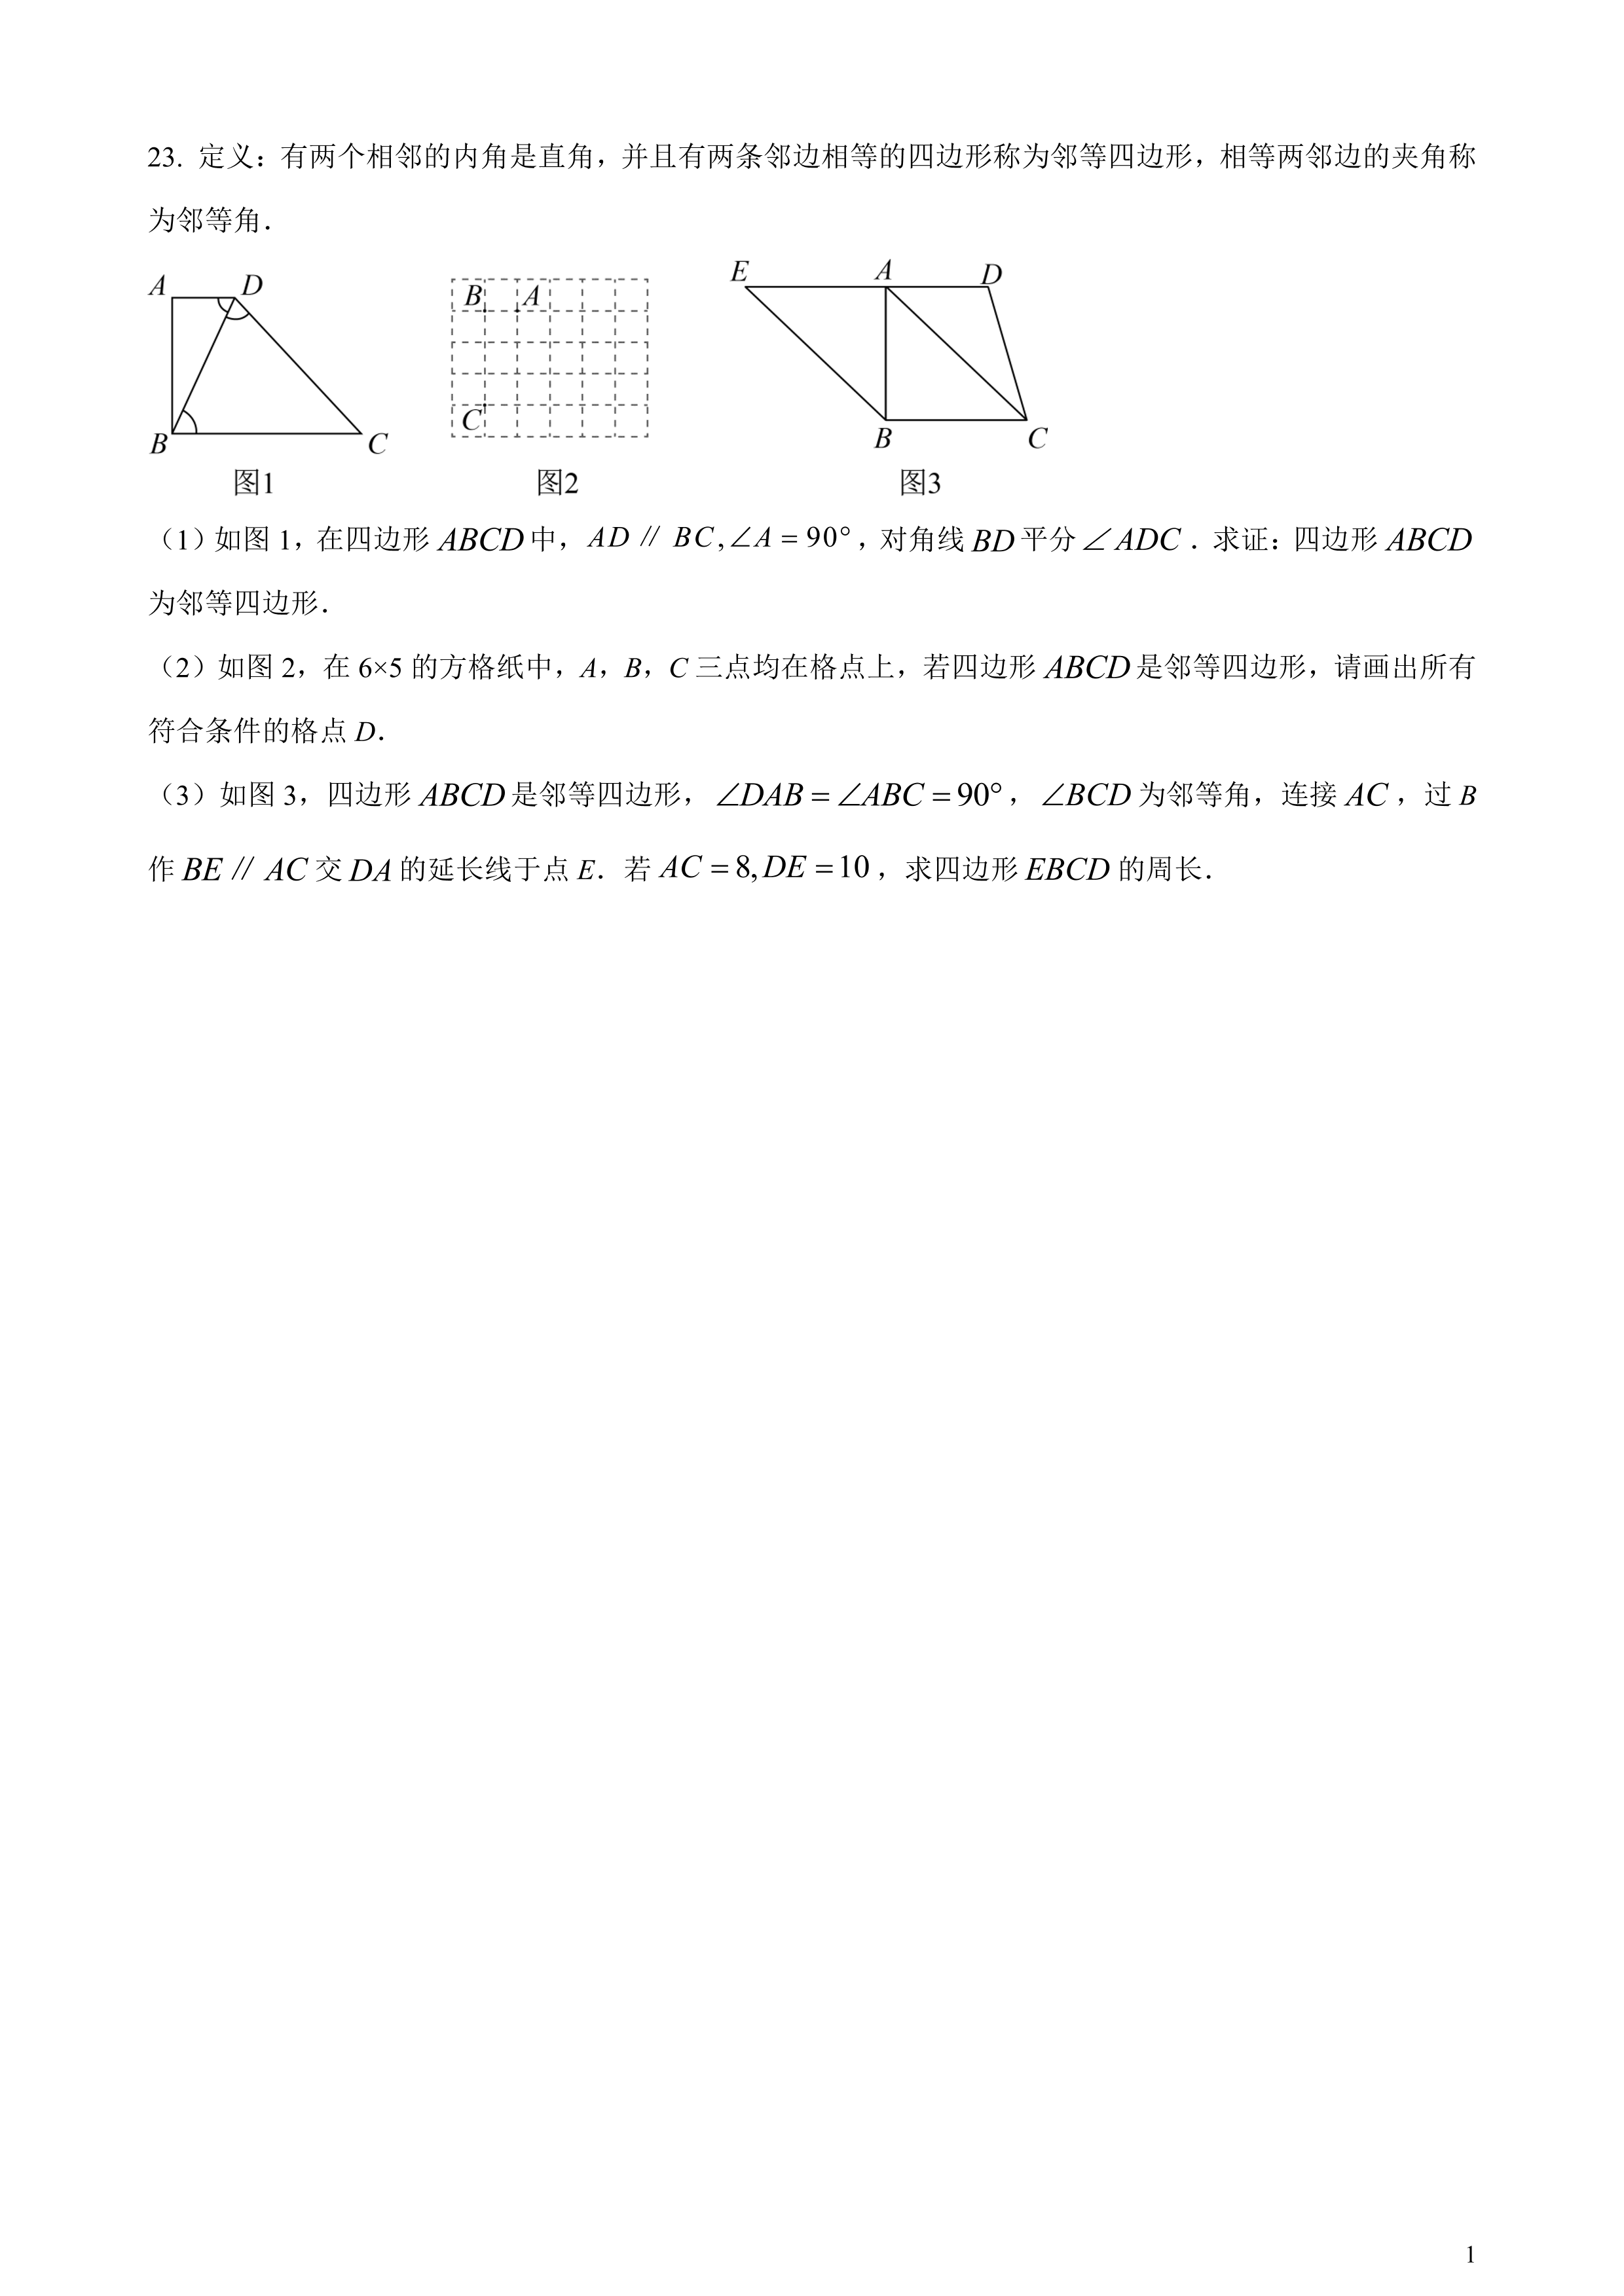 23. 定义：有两个相邻的内角是直角，并且有两条邻边相等的四边形称为邻等四边形，相等两邻边的夹角称
为邻等角．
A D B C
B A C
E A D B C
图1 图2 图3
（1）如图 1，在四边形 ABCD 中，AD ∥ BC,∠A = 90°，对角线 BD 平分∠ADC．求证：四边形 ABCD
为邻等四边形．
（2）如图 2，在 6×5 的方格纸中，A，B，C 三点均在格点上，若四边形 ABCD 是邻等四边形，请画出所有
符合条件的格点 D．
（3）如图 3，四边形 ABCD 是邻等四边形，∠DAB = ∠ABC = 90°，∠BCD 为邻等角，连接 AC，过 B
作 BE ∥ AC 交 DA 的延长线于点 E．若 AC = 8, DE = 10，求四边形 EBCD 的周长．
1